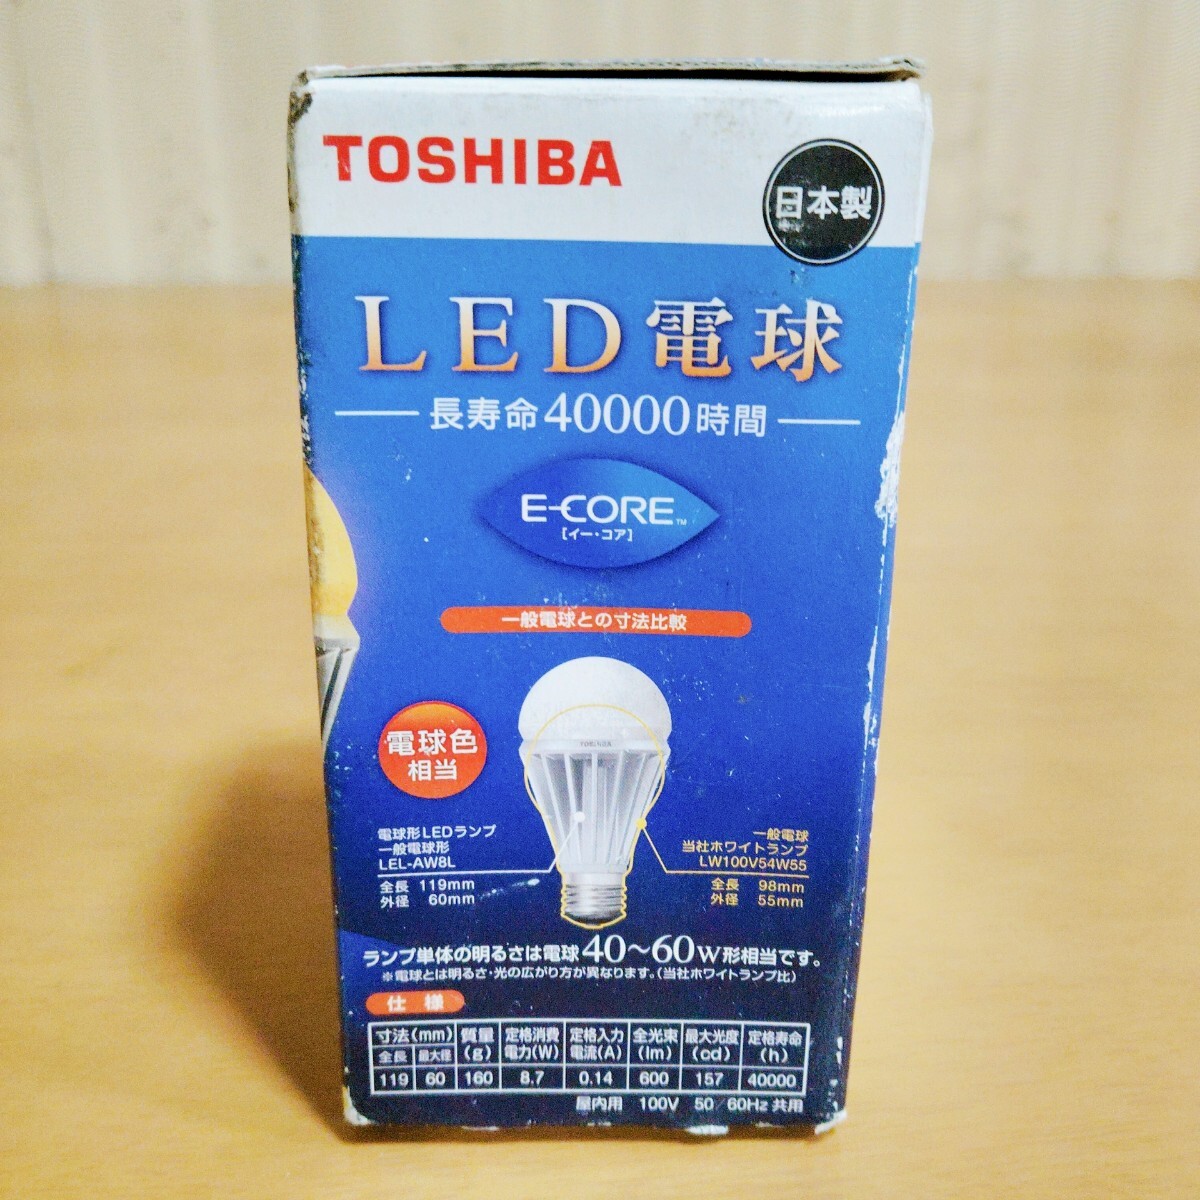 TOSHIBA
日本製
LED電球
長寿命40000時間
E-CORE™
[イー・コア]
一般電球との寸法比較
TOSHIBA
電球色
相当
電球形LEDランプ
一般電球形
LEL-AW8L
全長 119mm
外径 60mm
一般電球
当社ホワイトランプ
LW100V54W55
全長 98mm
外径 55mm
ランプ単体の明るさは電球40〜60W形相当です。
※電球とは明るさ・光の広がり方が異なります。(当社ホワイトランプ比)
仕様
寸法(mm) 質量(g) 定格消費電力(W) 定格入力電流(A) 全光束(lm) 最大光度(cd) 定格寿命(h)
全長 最大径
119 60 160 8.7 0.14 600 157 40000
屋内用 100V 50/60Hz共用